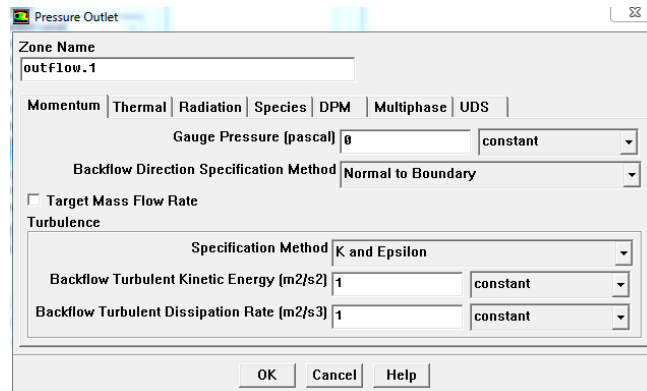 Pressure Outlet
Zone Name
outflow.1
Momentum Thermal Radiation Species DPM Multiphase UDS
Gauge Pressure (pascal) 0 constant
Backflow Direction Specification Method Normal to Boundary
Target Mass Flow Rate
Turbulence
Specification Method K and Epsilon
Backflow Turbulent Kinetic Energy (m2/s2) 1 constant
Backflow Turbulent Dissipation Rate (m2/s3) 1 constant
OK Cancel Help